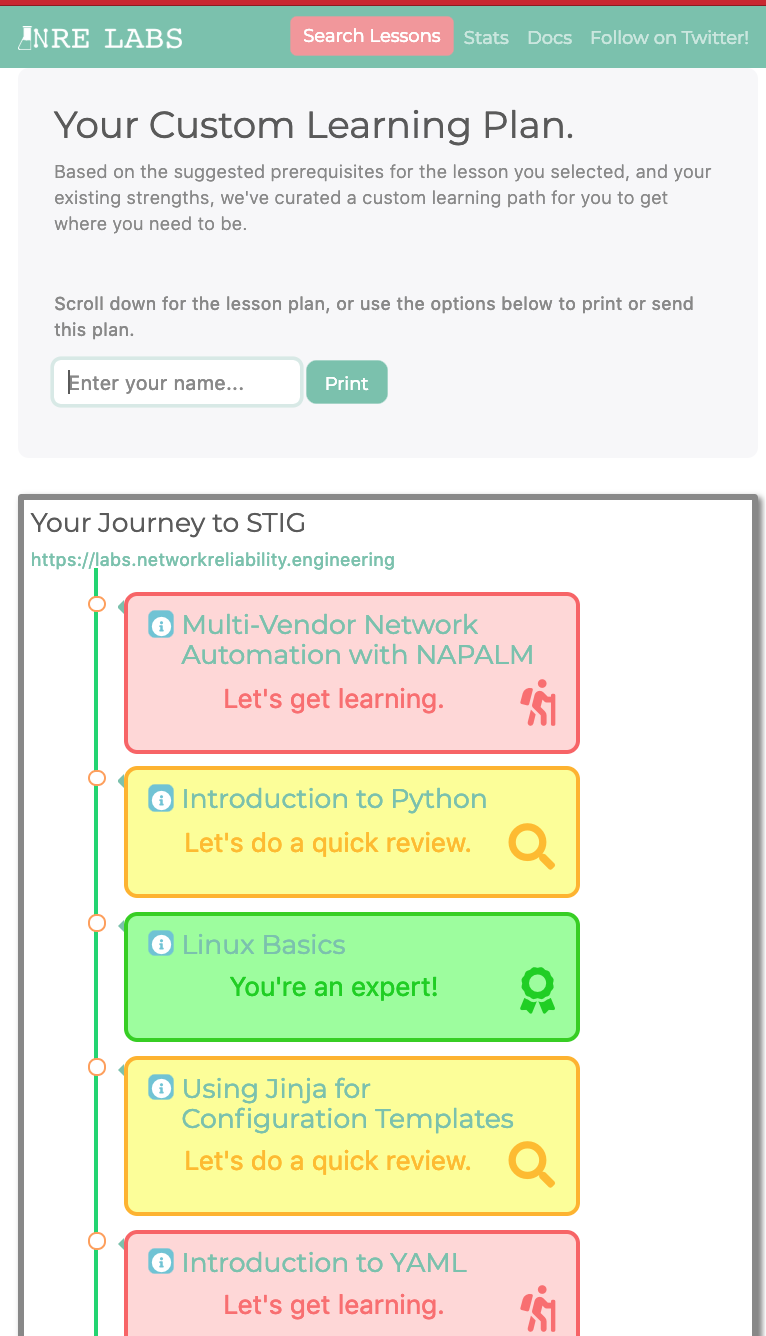 NRE LABS
Search Lessons
Stats
Docs
Follow on Twitter!
Your Custom Learning Plan.
Based on the suggested prerequisites for the lesson you selected, and your
existing strengths, we've curated a custom learning path for you to get
where you need to be.
Scroll down for the lesson plan, or use the options below to print or send
this plan.
Enter your name...
Print
Your Journey to STIG
https://labs.networkreliability.engineering
Multi-Vendor Network
Automation with NAPALM
Let's get learning.
Introduction to Python
Let's do a quick review.
Linux Basics
You're an expert!
Using Jinja for
Configuration Templates
Let's do a quick review.
Introduction to YAML
Let's get learning.